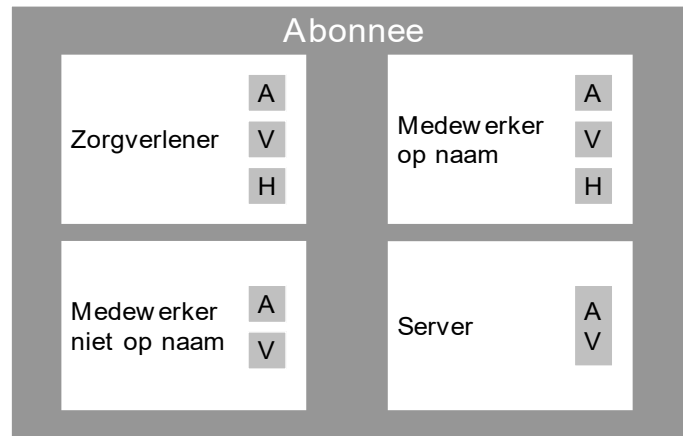 Abonnee
Zorgverlener
A
V
H
Medewerker
op naam
A
V
H
Medewerker
niet op naam
A
V
Server
A
V